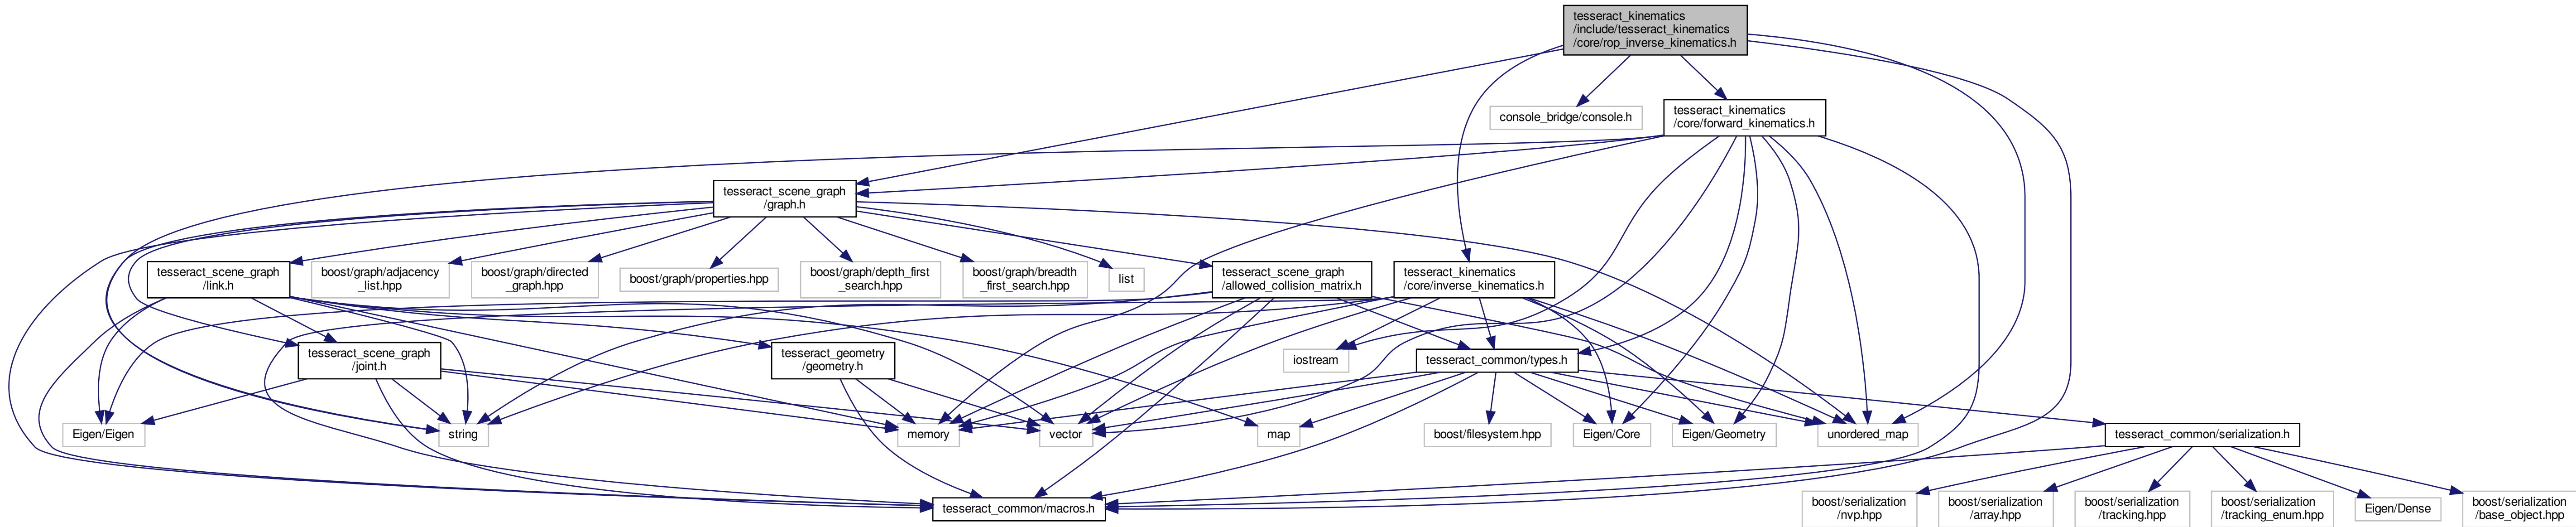 tesseract_kinematics
/include/tesseract_kinematics
/core/rop_inverse_kinematics.h
console_bridge/console.h
tesseract_kinematics
/core/forward_kinematics.h
tesseract_scene_graph
/graph.h
tesseract_scene_graph
/link.h
boost/graph/adjacency
_list.hpp
boost/graph/directed
_graph.hpp
boost/graph/properties.hpp
boost/graph/depth_first
_search.hpp
boost/graph/breadth
_first_search.hpp
list
tesseract_scene_graph
/allowed_collision_matrix.h
tesseract_kinematics
/core/inverse_kinematics.h
tesseract_scene_graph
/joint.h
tesseract_geometry
/geometry.h
iostream
tesseract_common/types.h
Eigen/Eigen
string
memory
vector
map
boost/filesystem.hpp
Eigen/Core
Eigen/Geometry
unordered_map
tesseract_common/serialization.h
tesseract_common/macros.h
boost/serialization
/nvp.hpp
boost/serialization
/array.hpp
boost/serialization
/tracking.hpp
boost/serialization
/tracking_enum.hpp
Eigen/Dense
boost/serialization
/base_object.hpp